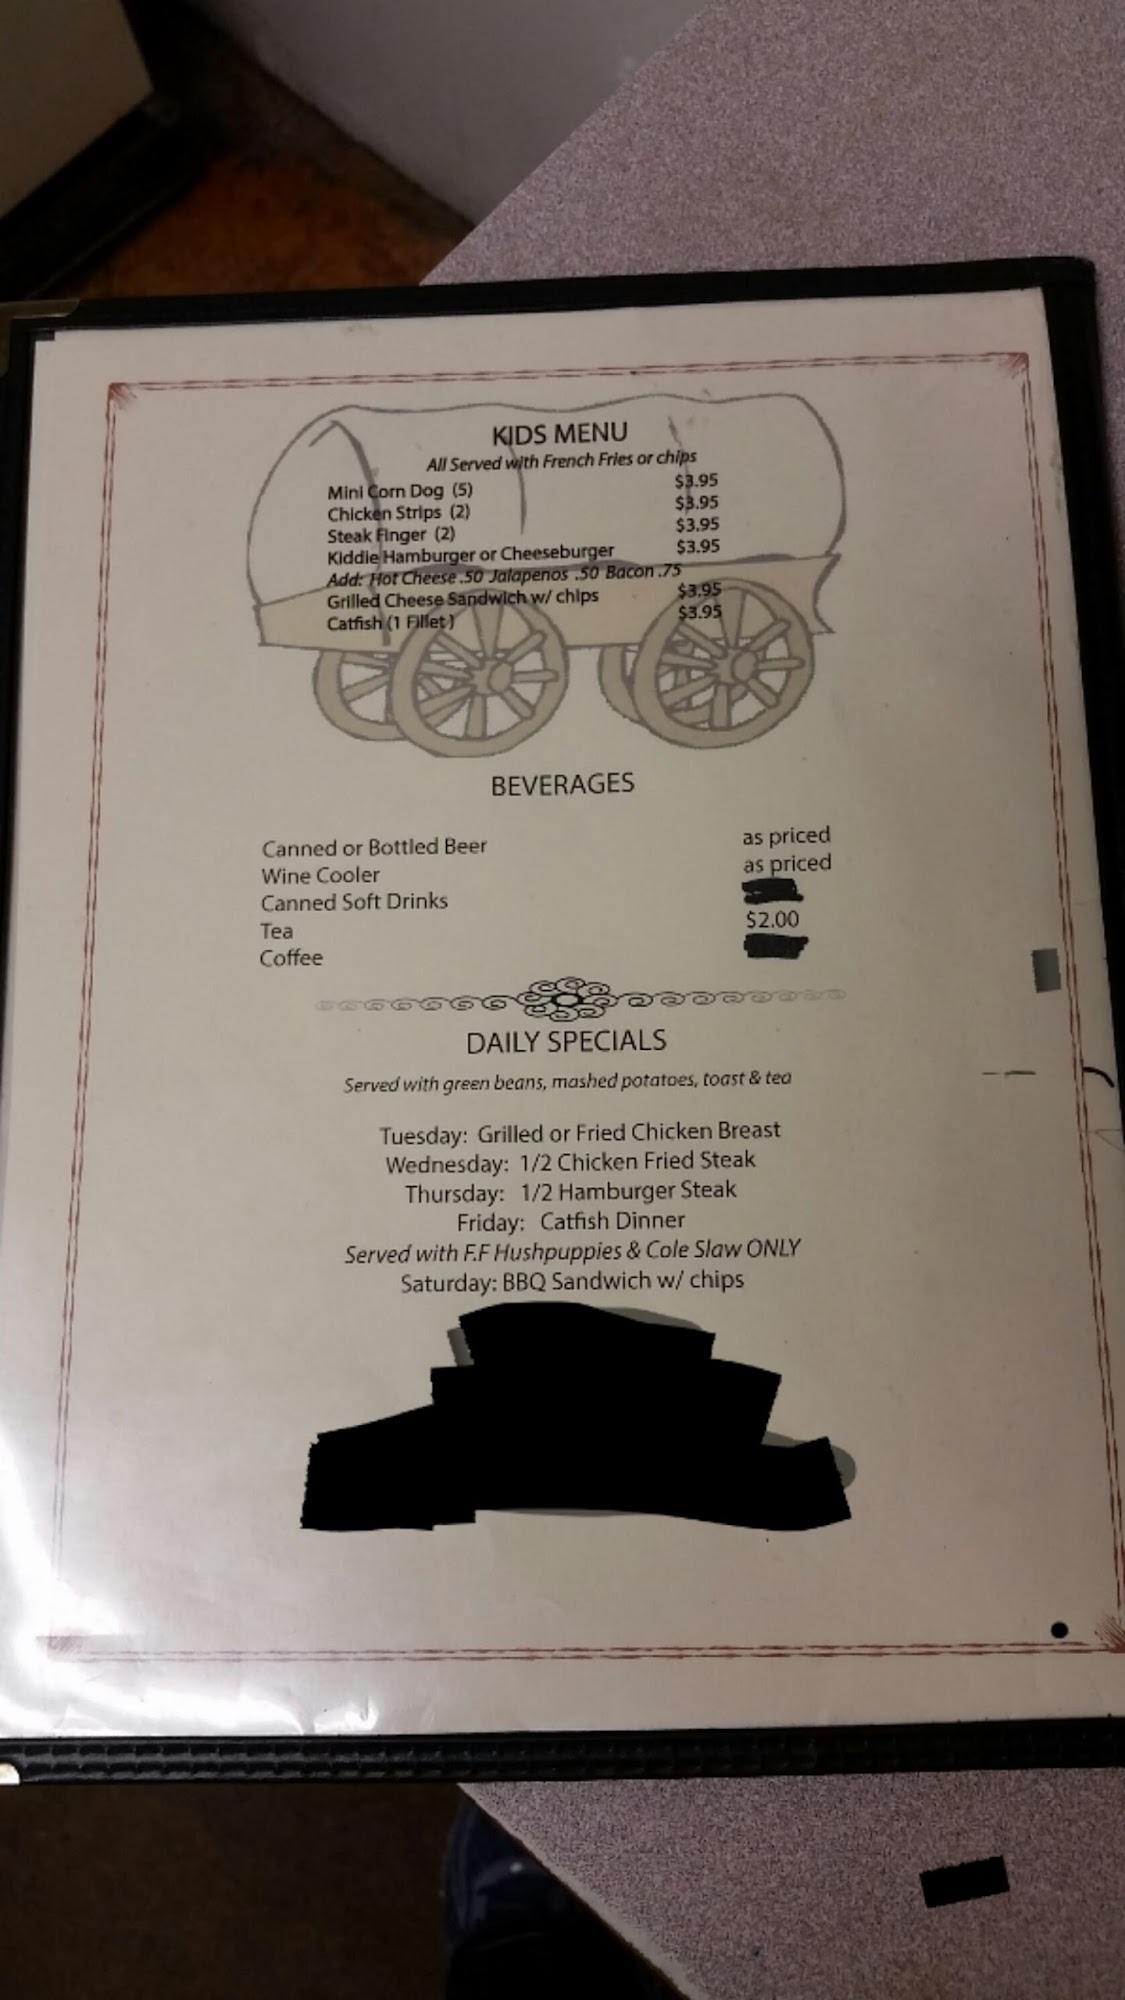 KIDS MENU
All Served with French Fries or chips
Mini Corn Dog (5) $3.95
Chicken Strips (2) $3.95
Steak Finger (2) $3.95
Kiddie Hamburger or Cheeseburger $3.95
Add: Hot Cheese .50 Jalapenos .50 Bacon .75
Grilled Cheese Sandwich w/ chips $3.95
Catfish (1 Fillet) $3.95
BEVERAGES
Canned or Bottled Beer as priced
Wine Cooler as priced
Canned Soft Drinks
Tea $2.00
Coffee
DAILY SPECIALS
Served with green beans, mashed potatoes, toast & tea
Tuesday: Grilled or Fried Chicken Breast
Wednesday: 1/2 Chicken Fried Steak
Thursday: 1/2 Hamburger Steak
Friday: Catfish Dinner
Served with F.F Hushpuppies & Cole Slaw ONLY
Saturday: BBQ Sandwich w/ chips